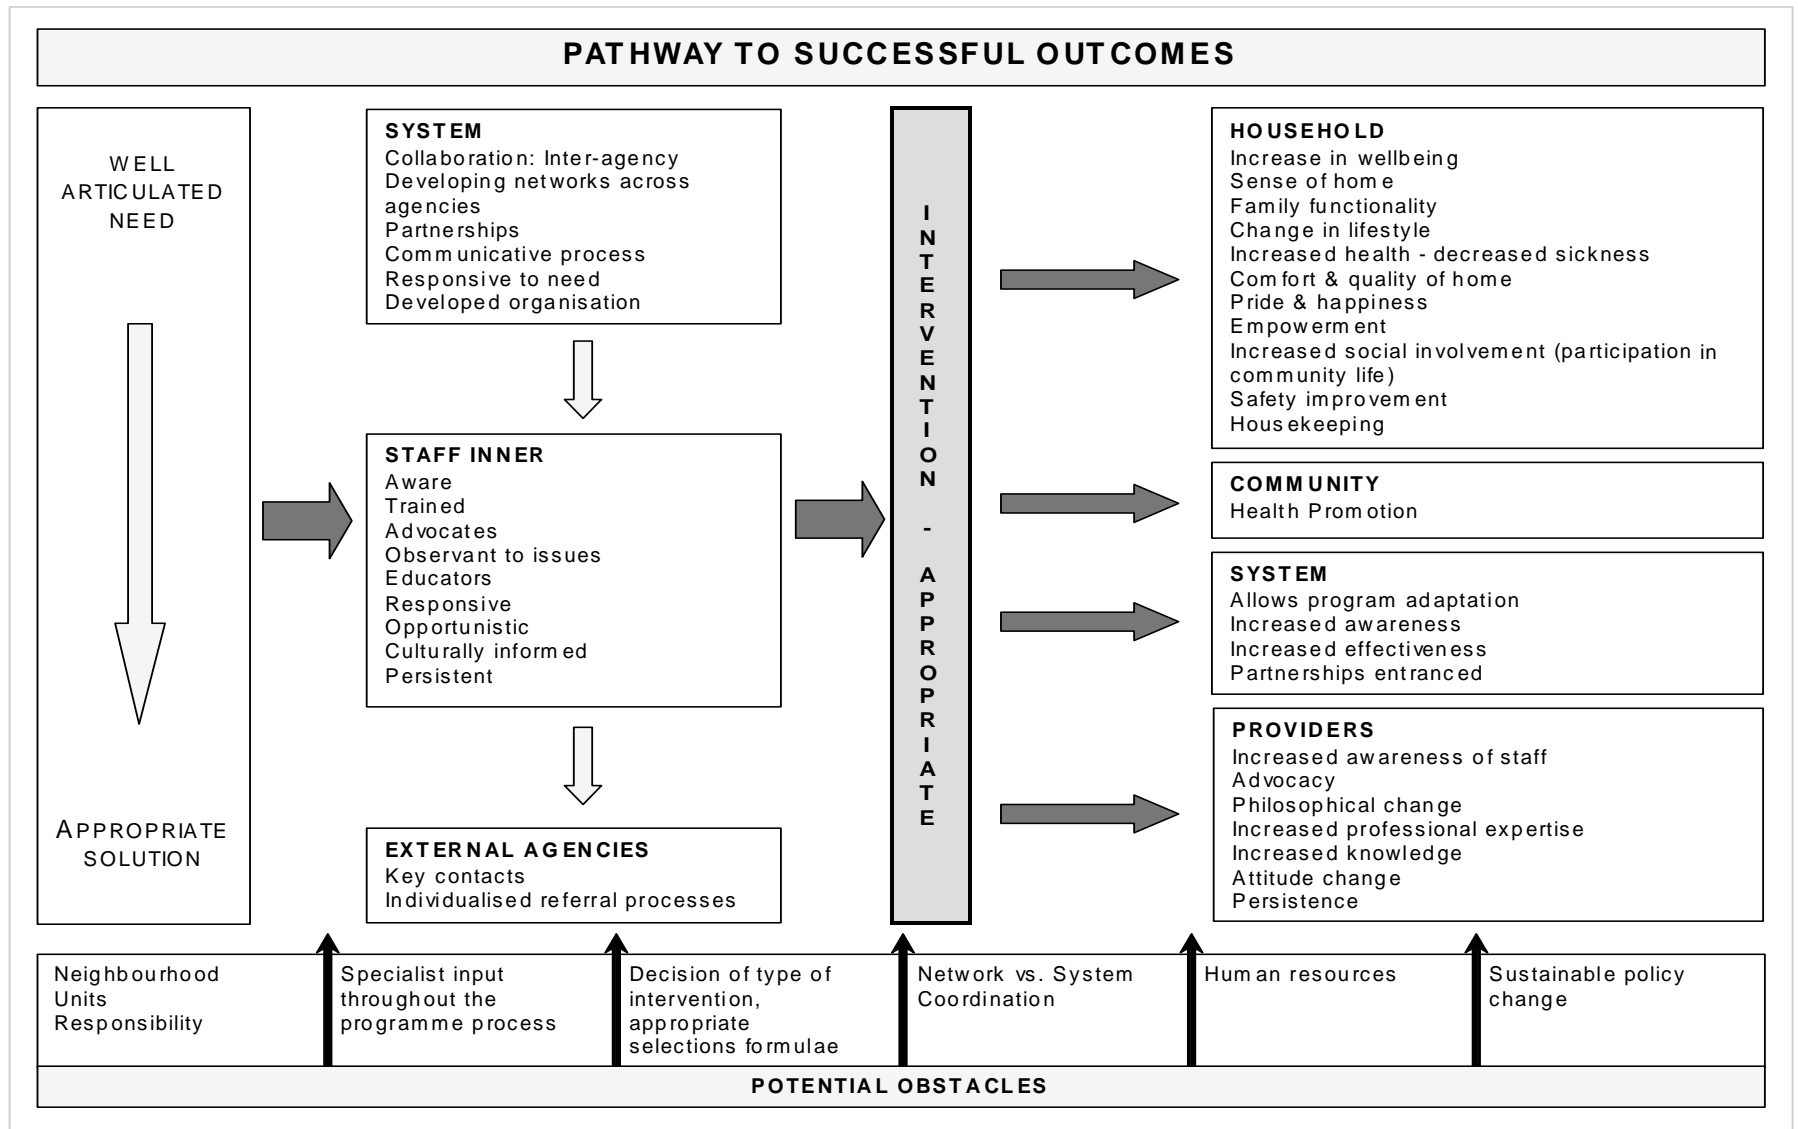 PATHWAY TO SUCCESSFUL OUTCOMES
WELL
ARTICULATED
NEED
APPROPRIATE
SOLUTION
SYSTEM
Collaboration: Inter-agency
Developing networks across
agencies
Partnerships
Communicative process
Responsive to need
Developed organisation
STAFF INNER
Aware
Trained
Advocates
Observant to issues
Educators
Responsive
Opportunistic
Culturally informed
Persistent
EXTERNAL AGENCIES
Key contacts
Individualised referral processes
INTERVENTION - APPROPRIATE
HOUSEHOLD
Increase in wellbeing
Sense of home
Family functionality
Change in lifestyle
Increased health - decreased sickness
Comfort & quality of home
Pride & happiness
Empowerment
Increased social involvement (participation in
community life)
Safety improvement
Housekeeping
COMMUNITY
Health Promotion
SYSTEM
Allows program adaptation
Increased awareness
Increased effectiveness
Partnerships entranced
PROVIDERS
Increased awareness of staff
Advocacy
Philosophical change
Increased professional expertise
Increased knowledge
Attitude change
Persistence
Neighbourhood
Units
Responsibility
Specialist input
throughout the
programme process
Decision of type of
intervention,
appropriate
selections formulae
Network vs. System
Coordination
Human resources
Sustainable policy
change
POTENTIAL OBSTACLES